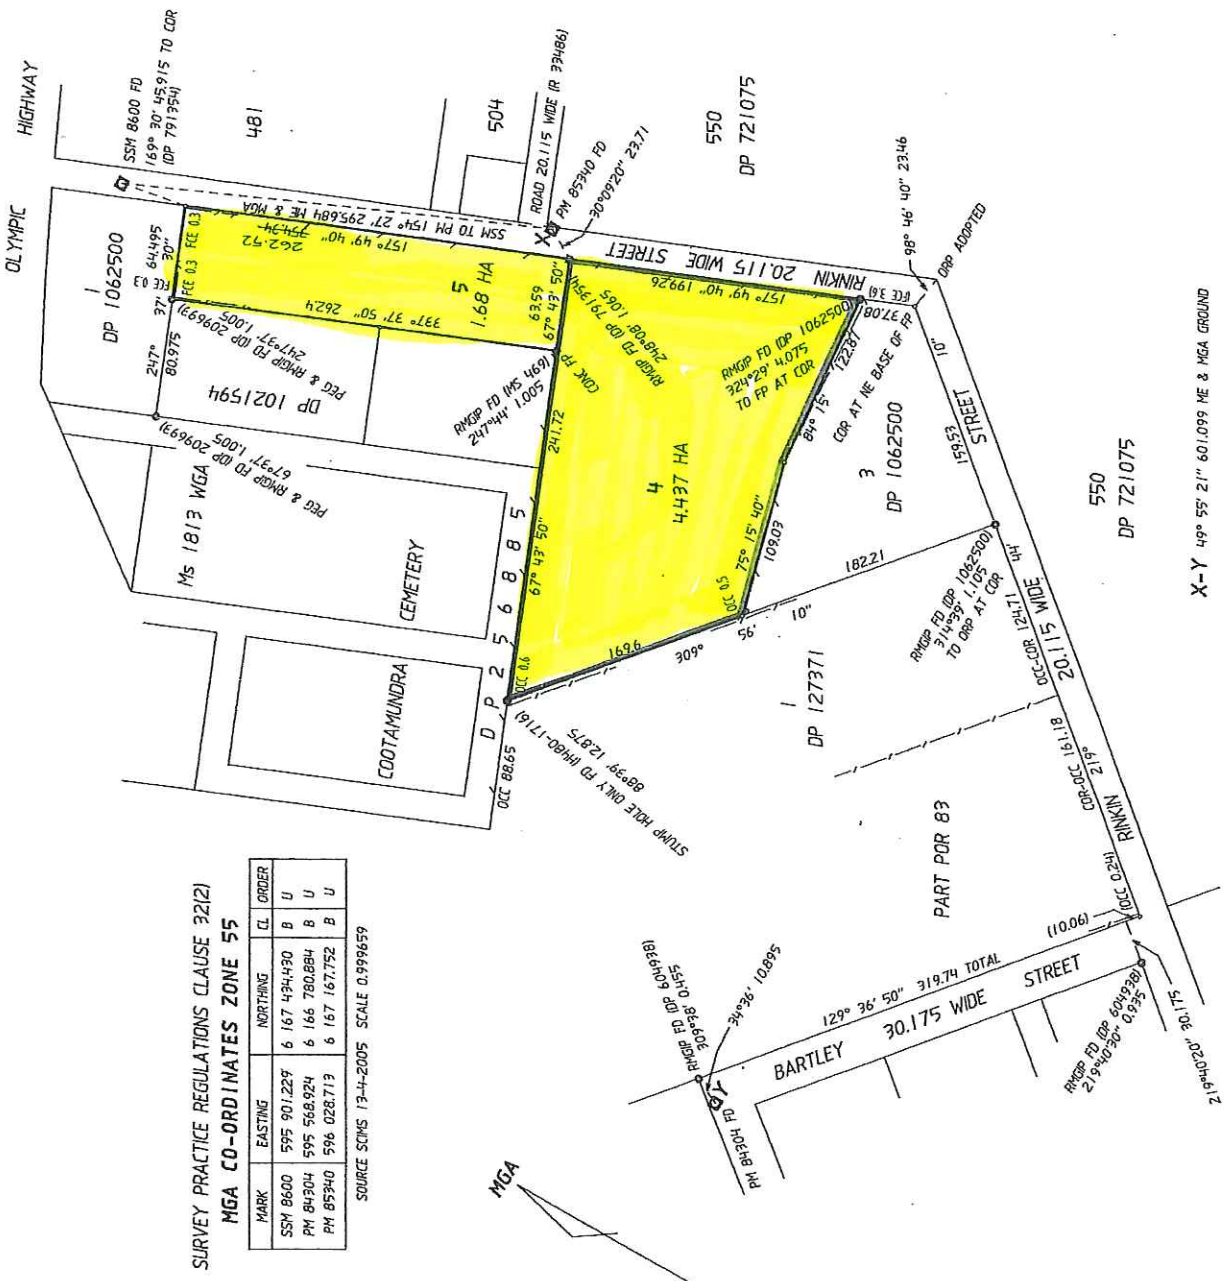 OLYMPIC
HIGHWAY
SSM 8600 FD
169° 30' 45.915 TO COR
(DP 791354)
481
504
ROAD 20.115 WIDE (R 33486)
PM 85340 FD
30°09'20" 23.71
550
DP 721075
98° 46' 40" 23.46
ORP ADOPTED
1
DP 1062500
247° 37' 30"
64.495
80.975
FCE 0.3
FCE 0.3
FCE 0.3
SSM TO PM 154° 27' 295.684 ME & MGA
262.52
754.34
157° 49' 40"
5
1.68 HA
337° 37' 50" 262.4
PEG & RMGIP FD (DP 209693)
247°37' 1.005
DP 1021594
PEG & RMGIP FD (DP 209693)
67°37' 1.005
Ms 1813 WGA
CEMETERY
COOTAMUNDRA
D P 2 5 6 8 8 5
OCC 88.65
OCC 0.6
67° 43' 50"
241.72
63.59
67° 43' 50"
X
RMGIP FD (MS 469)
247°44' 1.005
CONC FP
RMGIP FD (DP 791354)
248°08' 1.065
RINKIN STREET 20.115 WIDE
157° 49' 40" 199.26
RMGIP FD (DP 1062500)
324°29' 4.075
TO FP AT COR
(FCE 3.6)
37.08
84° 15' 122.87
COR AT NE BASE OF FP
4
4.437 HA
75° 15' 40"
109.03
OCC 0.5
169.6
309° 56' 10"
182.21
3
DP 1062500
159.53
RMGIP FD (DP 1062500)
314°39' 1.105
TO ORP AT COR
STUMP HOLE ONLY FD (H480-1716)
88°39' 12.875
1
DP 127371
PART POR 83
OCC-COR 124.71
COR-OCC 161.18
RINKIN 20.115 WIDE STREET
219° 44' 10"
(OCC 0.24)
(10.06)
550
DP 721075
X-Y 49° 55' 21" 601.099 ME & MGA GROUND
129° 36' 50" 319.74 TOTAL
BARTLEY 30.175 WIDE STREET
RMGIP FD (DP 604938)
309°38' 0.455
34°36' 10.895
Y
PM 84304 FD
RMGIP FD (DP 604938)
219°40'30" 0.935
219°40'20" 30.175
MGA
SURVEY PRACTICE REGULATIONS CLAUSE 32(2)
MGA CO-ORDINATES ZONE 55
MARK EASTING NORTHING CL ORDER
SSM 8600 595 901.229 6 167 434.430 B U
PM 84304 595 568.924 6 166 780.884 B U
PM 85340 596 028.713 6 167 167.752 B U
SOURCE SCIMS 13-4-2005 SCALE 0.999659